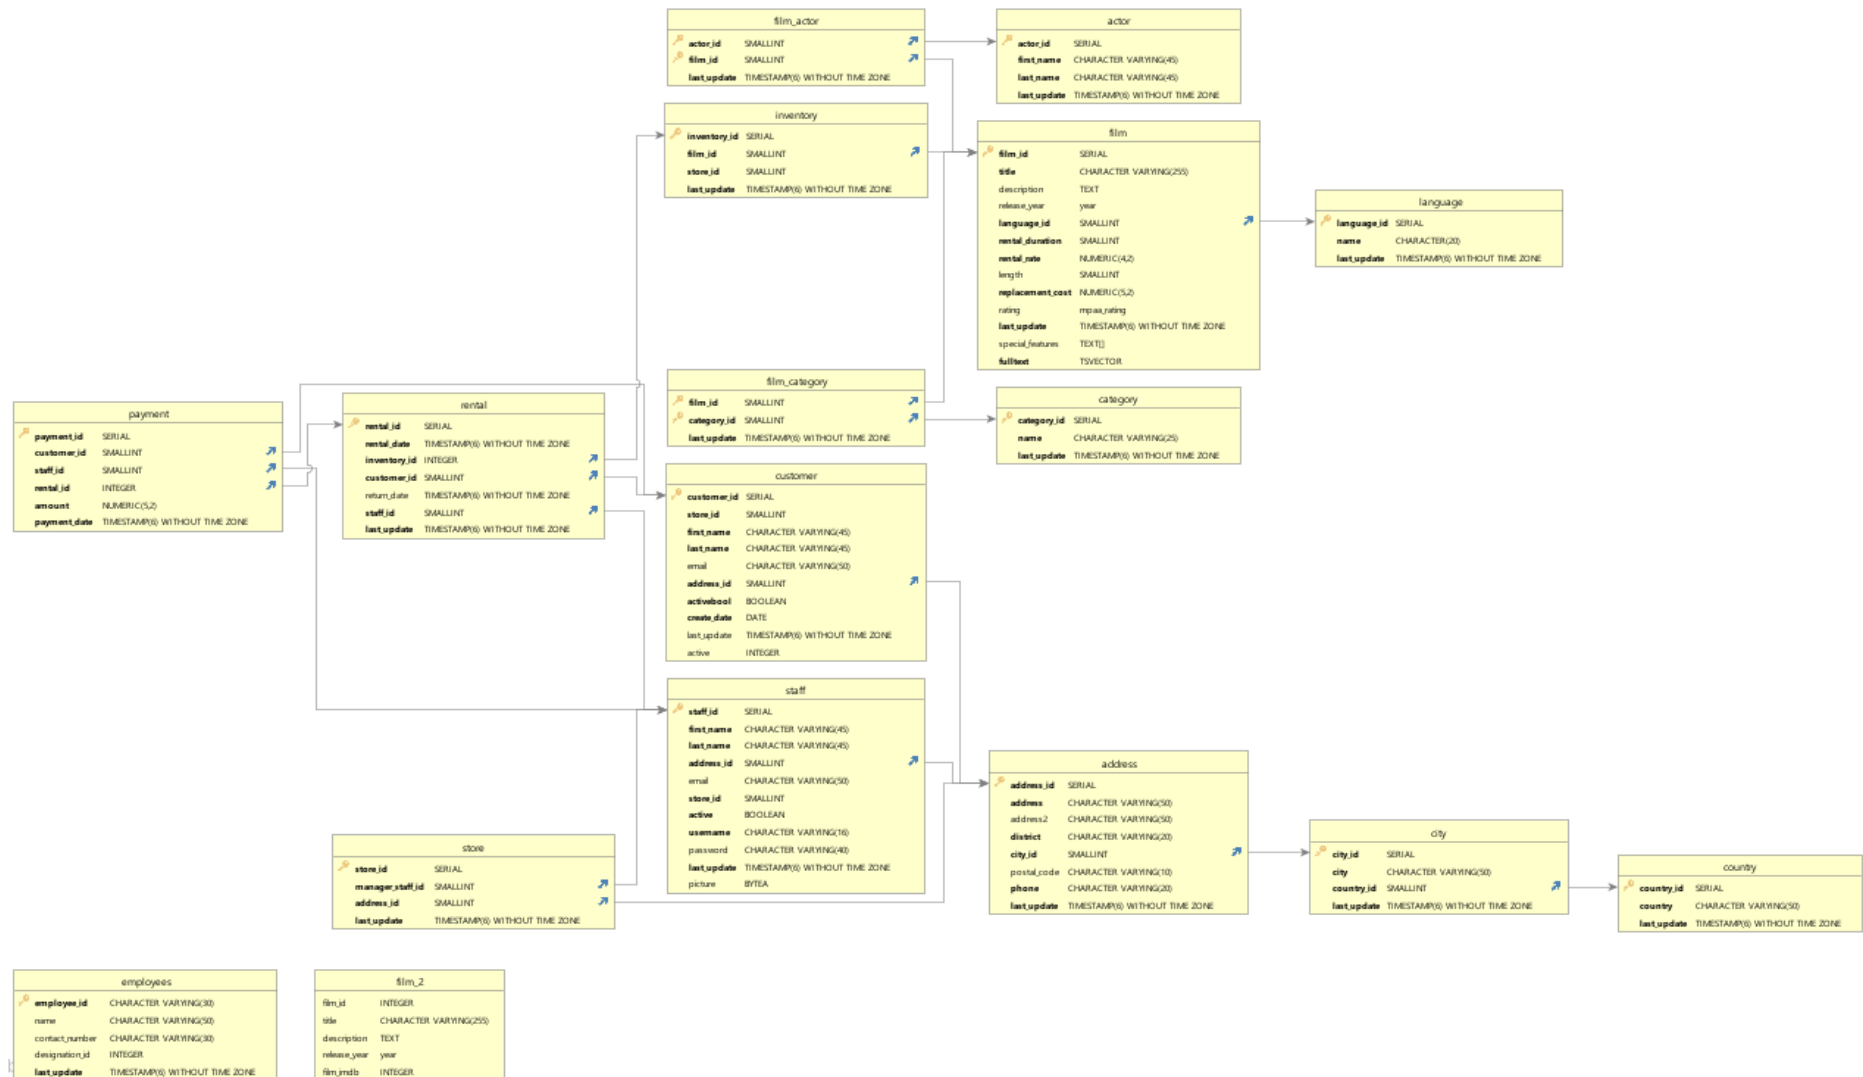 film_actor
actor_id SMALLINT
film_id SMALLINT
last_update TIMESTAMP(6) WITHOUT TIME ZONE
actor
actor_id SERIAL
first_name CHARACTER VARYING(45)
last_name CHARACTER VARYING(45)
last_update TIMESTAMP(6) WITHOUT TIME ZONE
inventory
inventory_id SERIAL
film_id SMALLINT
store_id SMALLINT
last_update TIMESTAMP(6) WITHOUT TIME ZONE
film
film_id SERIAL
title CHARACTER VARYING(255)
description TEXT
release_year year
language_id SMALLINT
rental_duration SMALLINT
rental_rate NUMERIC(4,2)
length SMALLINT
replacement_cost NUMERIC(5,2)
rating mpaa_rating
last_update TIMESTAMP(6) WITHOUT TIME ZONE
special_features TEXT[]
fulltext TSVECTOR
language
language_id SERIAL
name CHARACTER(20)
last_update TIMESTAMP(6) WITHOUT TIME ZONE
film_category
film_id SMALLINT
category_id SMALLINT
last_update TIMESTAMP(6) WITHOUT TIME ZONE
category
category_id SERIAL
name CHARACTER VARYING(25)
last_update TIMESTAMP(6) WITHOUT TIME ZONE
payment
payment_id SERIAL
customer_id SMALLINT
staff_id SMALLINT
rental_id INTEGER
amount NUMERIC(5,2)
payment_date TIMESTAMP(6) WITHOUT TIME ZONE
rental
rental_id SERIAL
rental_date TIMESTAMP(6) WITHOUT TIME ZONE
inventory_id INTEGER
customer_id SMALLINT
return_date TIMESTAMP(6) WITHOUT TIME ZONE
staff_id SMALLINT
last_update TIMESTAMP(6) WITHOUT TIME ZONE
customer
customer_id SERIAL
store_id SMALLINT
first_name CHARACTER VARYING(45)
last_name CHARACTER VARYING(45)
email CHARACTER VARYING(50)
address_id SMALLINT
activebool BOOLEAN
create_date DATE
last_update TIMESTAMP(6) WITHOUT TIME ZONE
active INTEGER
staff
staff_id SERIAL
first_name CHARACTER VARYING(45)
last_name CHARACTER VARYING(45)
address_id SMALLINT
email CHARACTER VARYING(50)
store_id SMALLINT
active BOOLEAN
username CHARACTER VARYING(16)
password CHARACTER VARYING(40)
last_update TIMESTAMP(6) WITHOUT TIME ZONE
picture BYTEA
store
store_id SERIAL
manager_staff_id SMALLINT
address_id SMALLINT
last_update TIMESTAMP(6) WITHOUT TIME ZONE
address
address_id SERIAL
address CHARACTER VARYING(50)
address2 CHARACTER VARYING(50)
district CHARACTER VARYING(20)
city_id SMALLINT
postal_code CHARACTER VARYING(10)
phone CHARACTER VARYING(20)
last_update TIMESTAMP(6) WITHOUT TIME ZONE
city
city_id SERIAL
city CHARACTER VARYING(50)
country_id SMALLINT
last_update TIMESTAMP(6) WITHOUT TIME ZONE
country
country_id SERIAL
country CHARACTER VARYING(50)
last_update TIMESTAMP(6) WITHOUT TIME ZONE
employees
employee_id CHARACTER VARYING(30)
name CHARACTER VARYING(50)
contact_number CHARACTER VARYING(30)
designation_id INTEGER
last_update TIMESTAMP(6) WITHOUT TIME ZONE
film_2
film_id INTEGER
title CHARACTER VARYING(255)
description TEXT
release_year year
film_imdb INTEGER